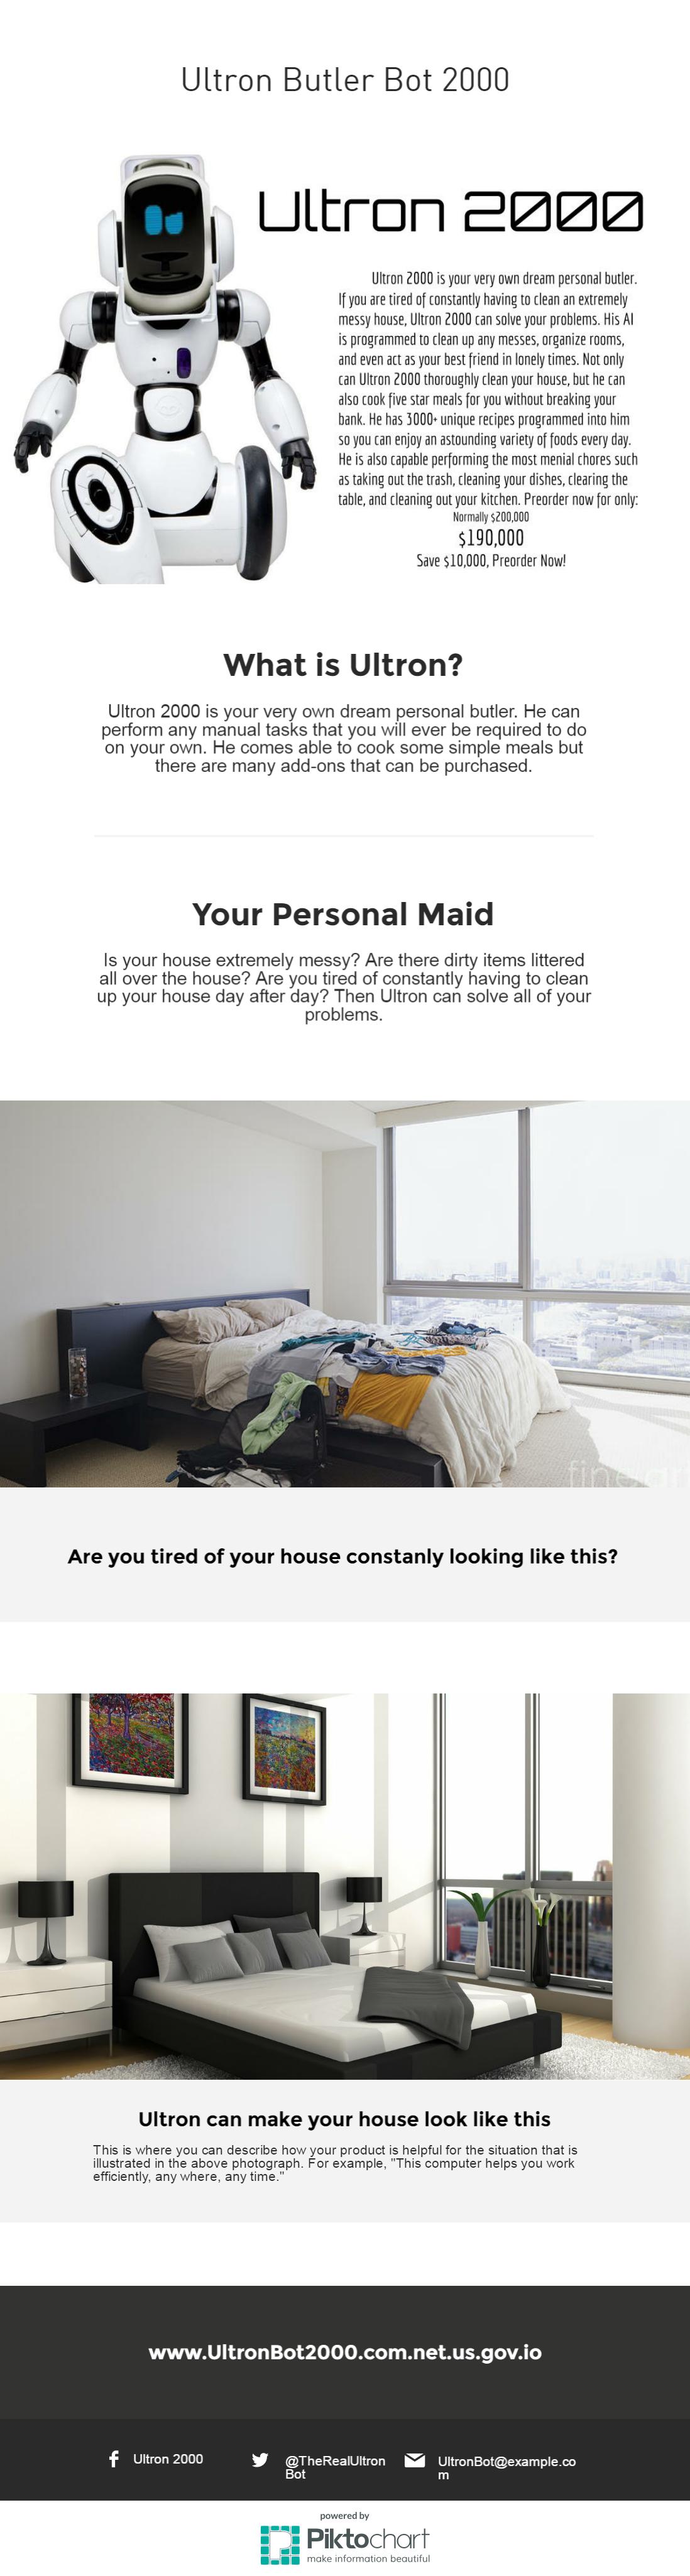 Ultron Butler Bot 2000
Ultron 2000
Ultron 2000 is your very own dream personal butler.
If you are tired of constantly having to clean an extremely
messy house, Ultron 2000 can solve your problems. His AI
is programmed to clean up any messes, organize rooms,
and even act as your best friend in lonely times. Not only
can Ultron 2000 thoroughly clean your house, but he can
also cook five star meals for you without breaking your
bank. He has 3000+ unique recipes programmed into him
so you can enjoy an astounding variety of foods every day.
He is also capable performing the most menial chores such
as taking out the trash, cleaning your dishes, clearing the
table, and cleaning out your kitchen. Preorder now for only:
Normally $200,000
$190,000
Save $10,000, Preorder Now!
What is Ultron?
Ultron 2000 is your very own dream personal butler. He can
perform any manual tasks that you will ever be required to do
on your own. He comes able to cook some simple meals but
there are many add-ons that can be purchased.
Your Personal Maid
Is your house extremely messy? Are there dirty items littered
all over the house? Are you tired of constantly having to clean
up your house day after day? Then Ultron can solve all of your
problems.
Are you tired of your house constanly looking like this?
Ultron can make your house look like this
This is where you can describe how your product is helpful for the situation that is
illustrated in the above photograph. For example, "This computer helps you work
efficiently, any where, any time."
www.UltronBot2000.com.net.us.gov.io
Ultron 2000
@TheRealUltron
Bot
UltronBot@example.co
m
powered by
Piktochart
make information beautiful